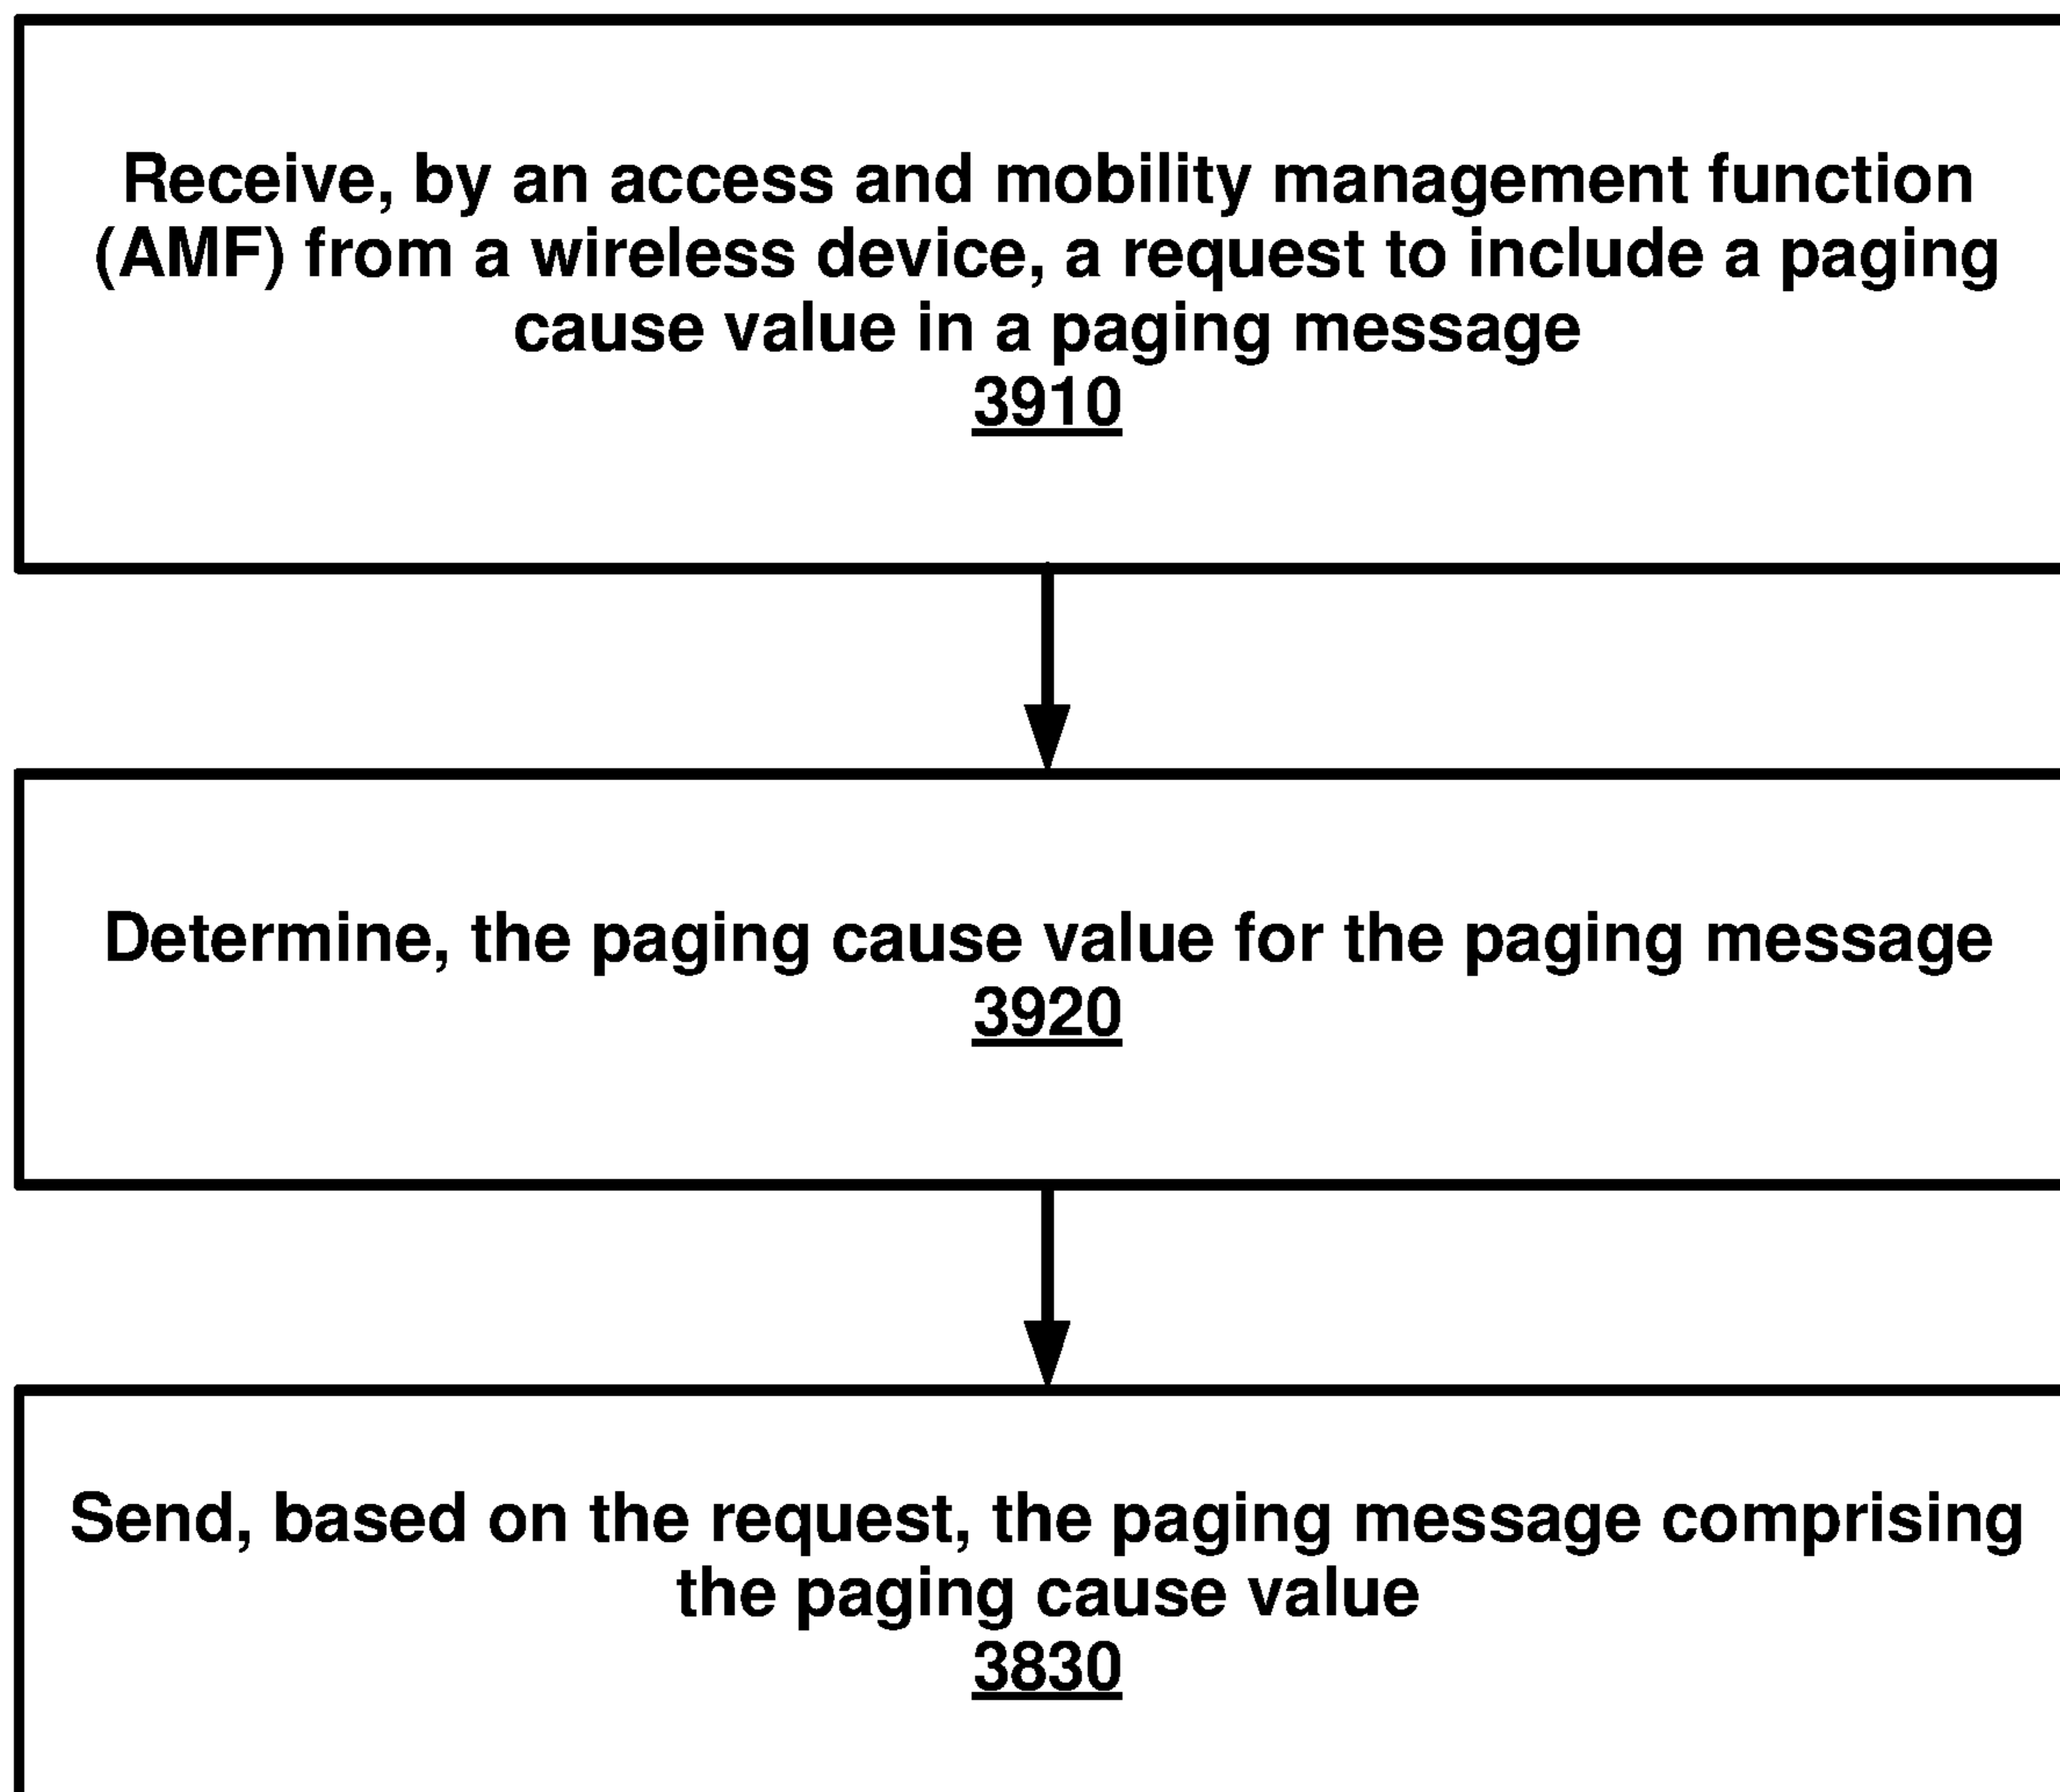 Receive, by an access and mobility management function
(AMF) from a wireless device, a request to include a paging
cause value in a paging message
3910
Determine, the paging cause value for the paging message
3920
Send, based on the request, the paging message comprising
the paging cause value
3830